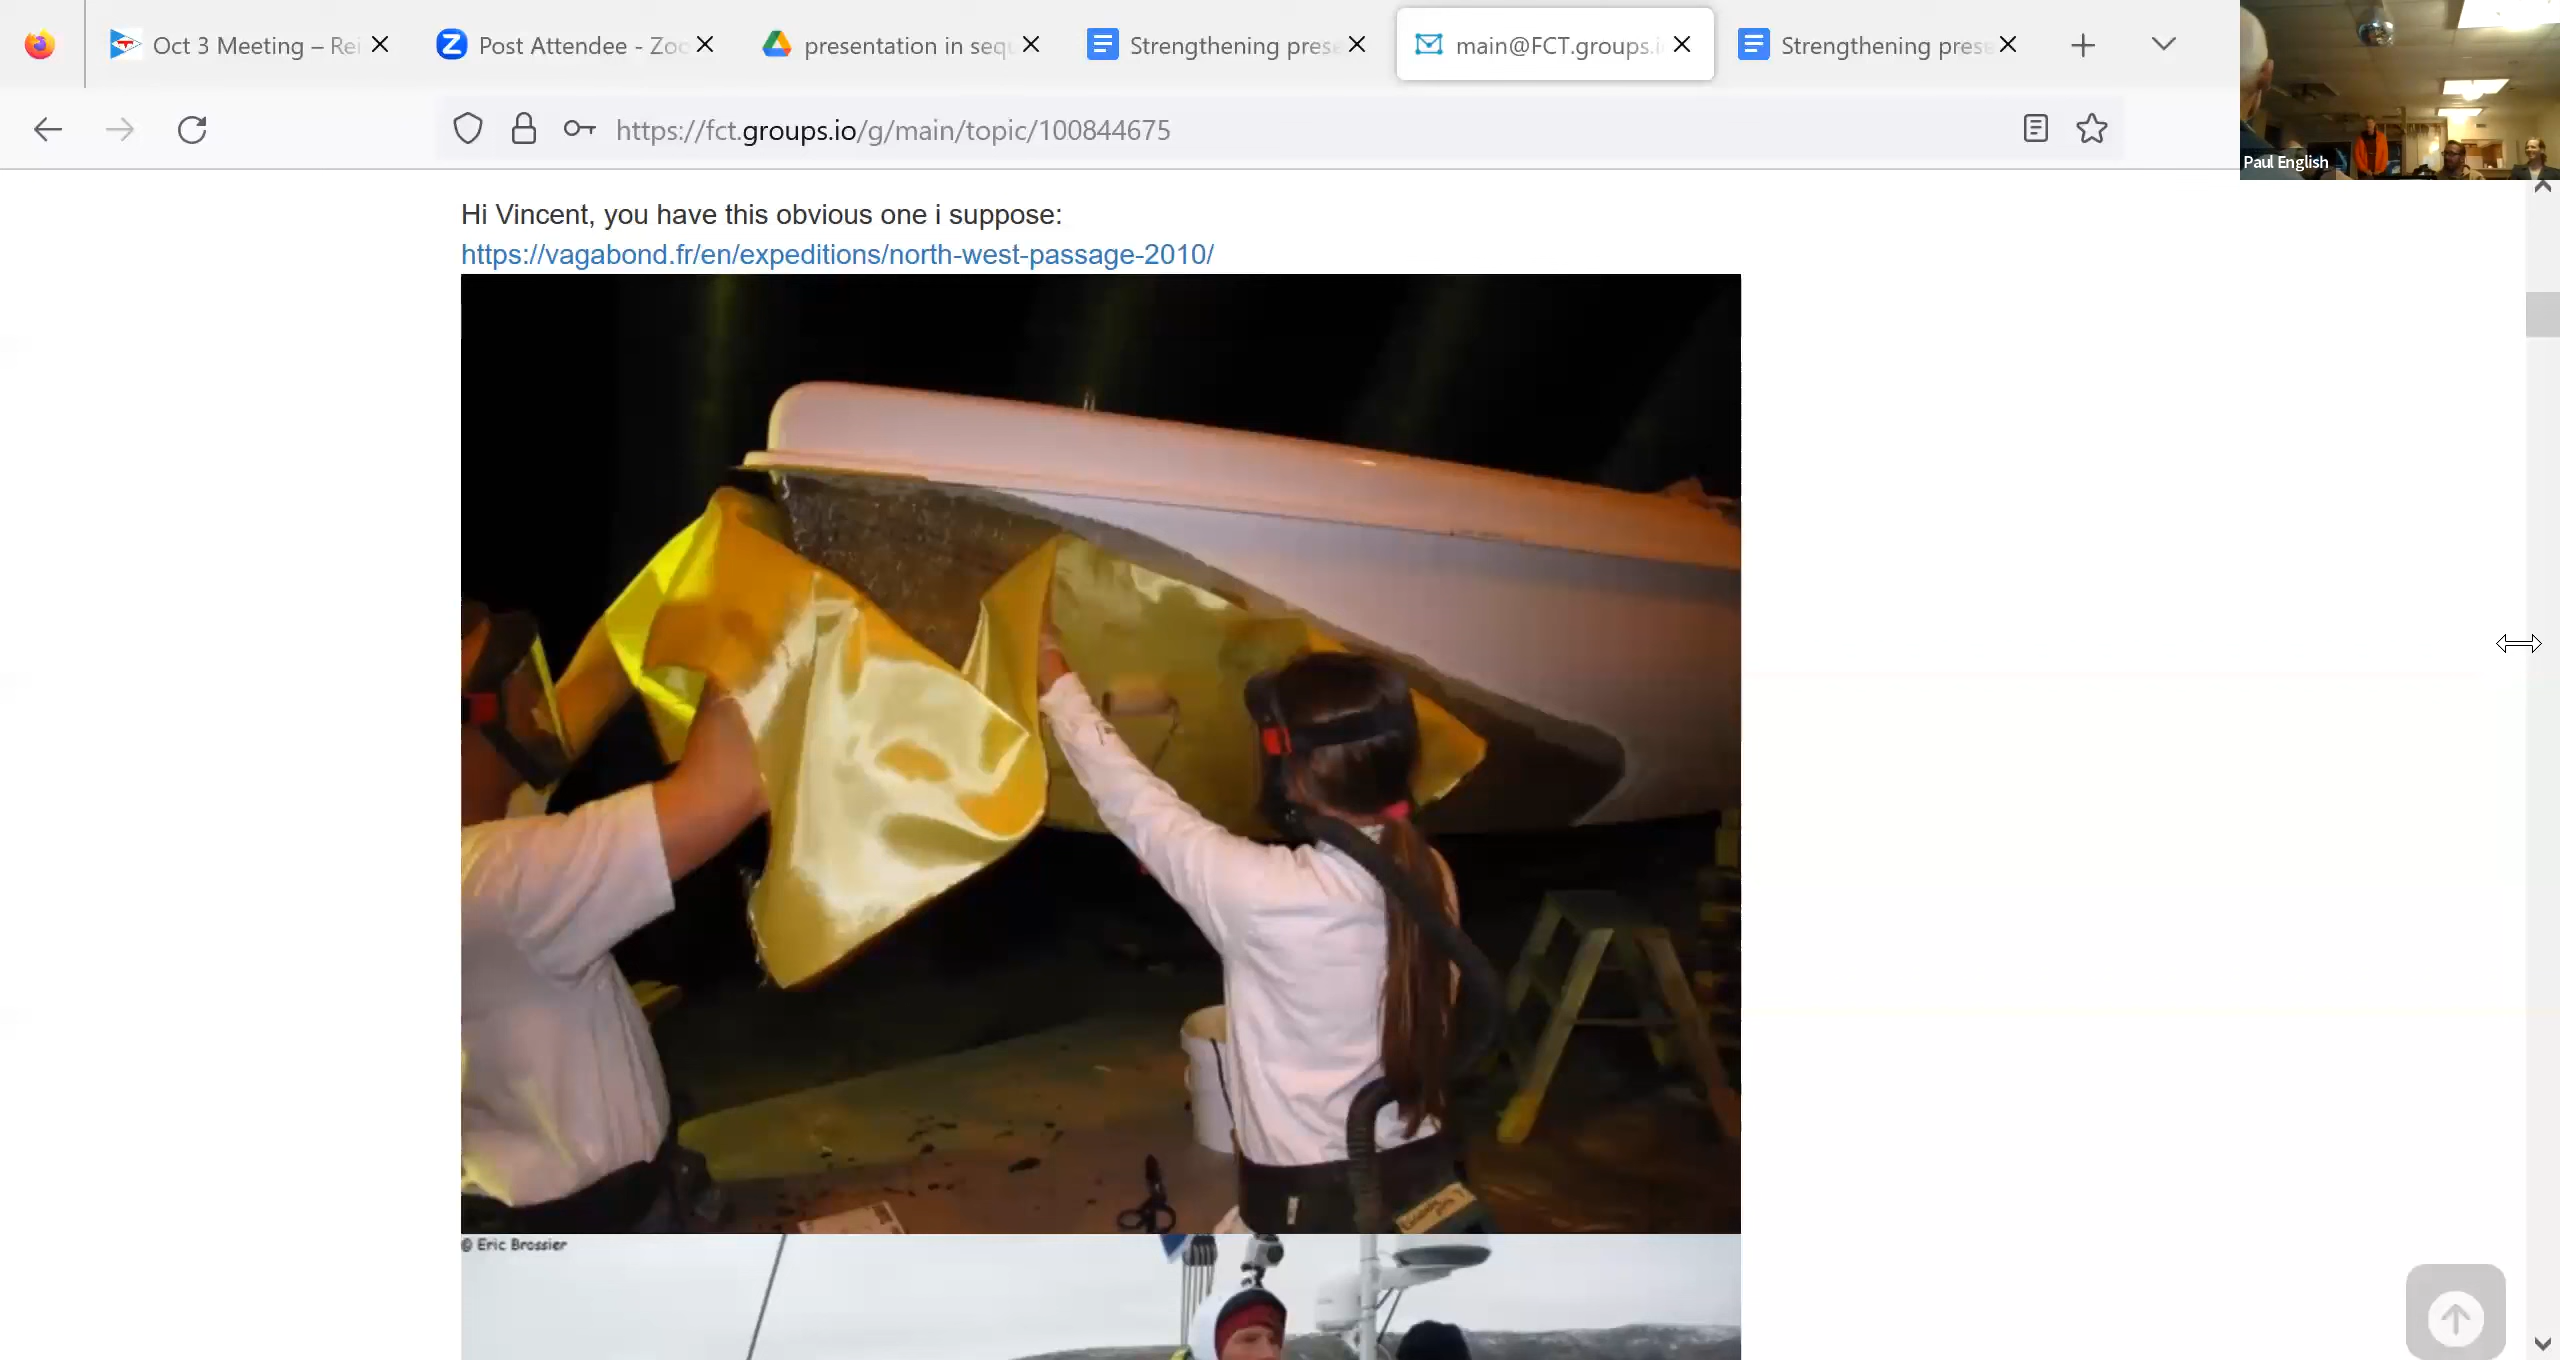 Oct 3 Meeting – Rei
Post Attendee - Zoo
presentation in sequ
Strengthening prese
main@FCT.groups.i
Strengthening prese
https://fct.groups.io/g/main/topic/100844675
Paul English
Hi Vincent, you have this obvious one i suppose:
https://vagabond.fr/en/expeditions/north-west-passage-2010/
© Eric Brossier